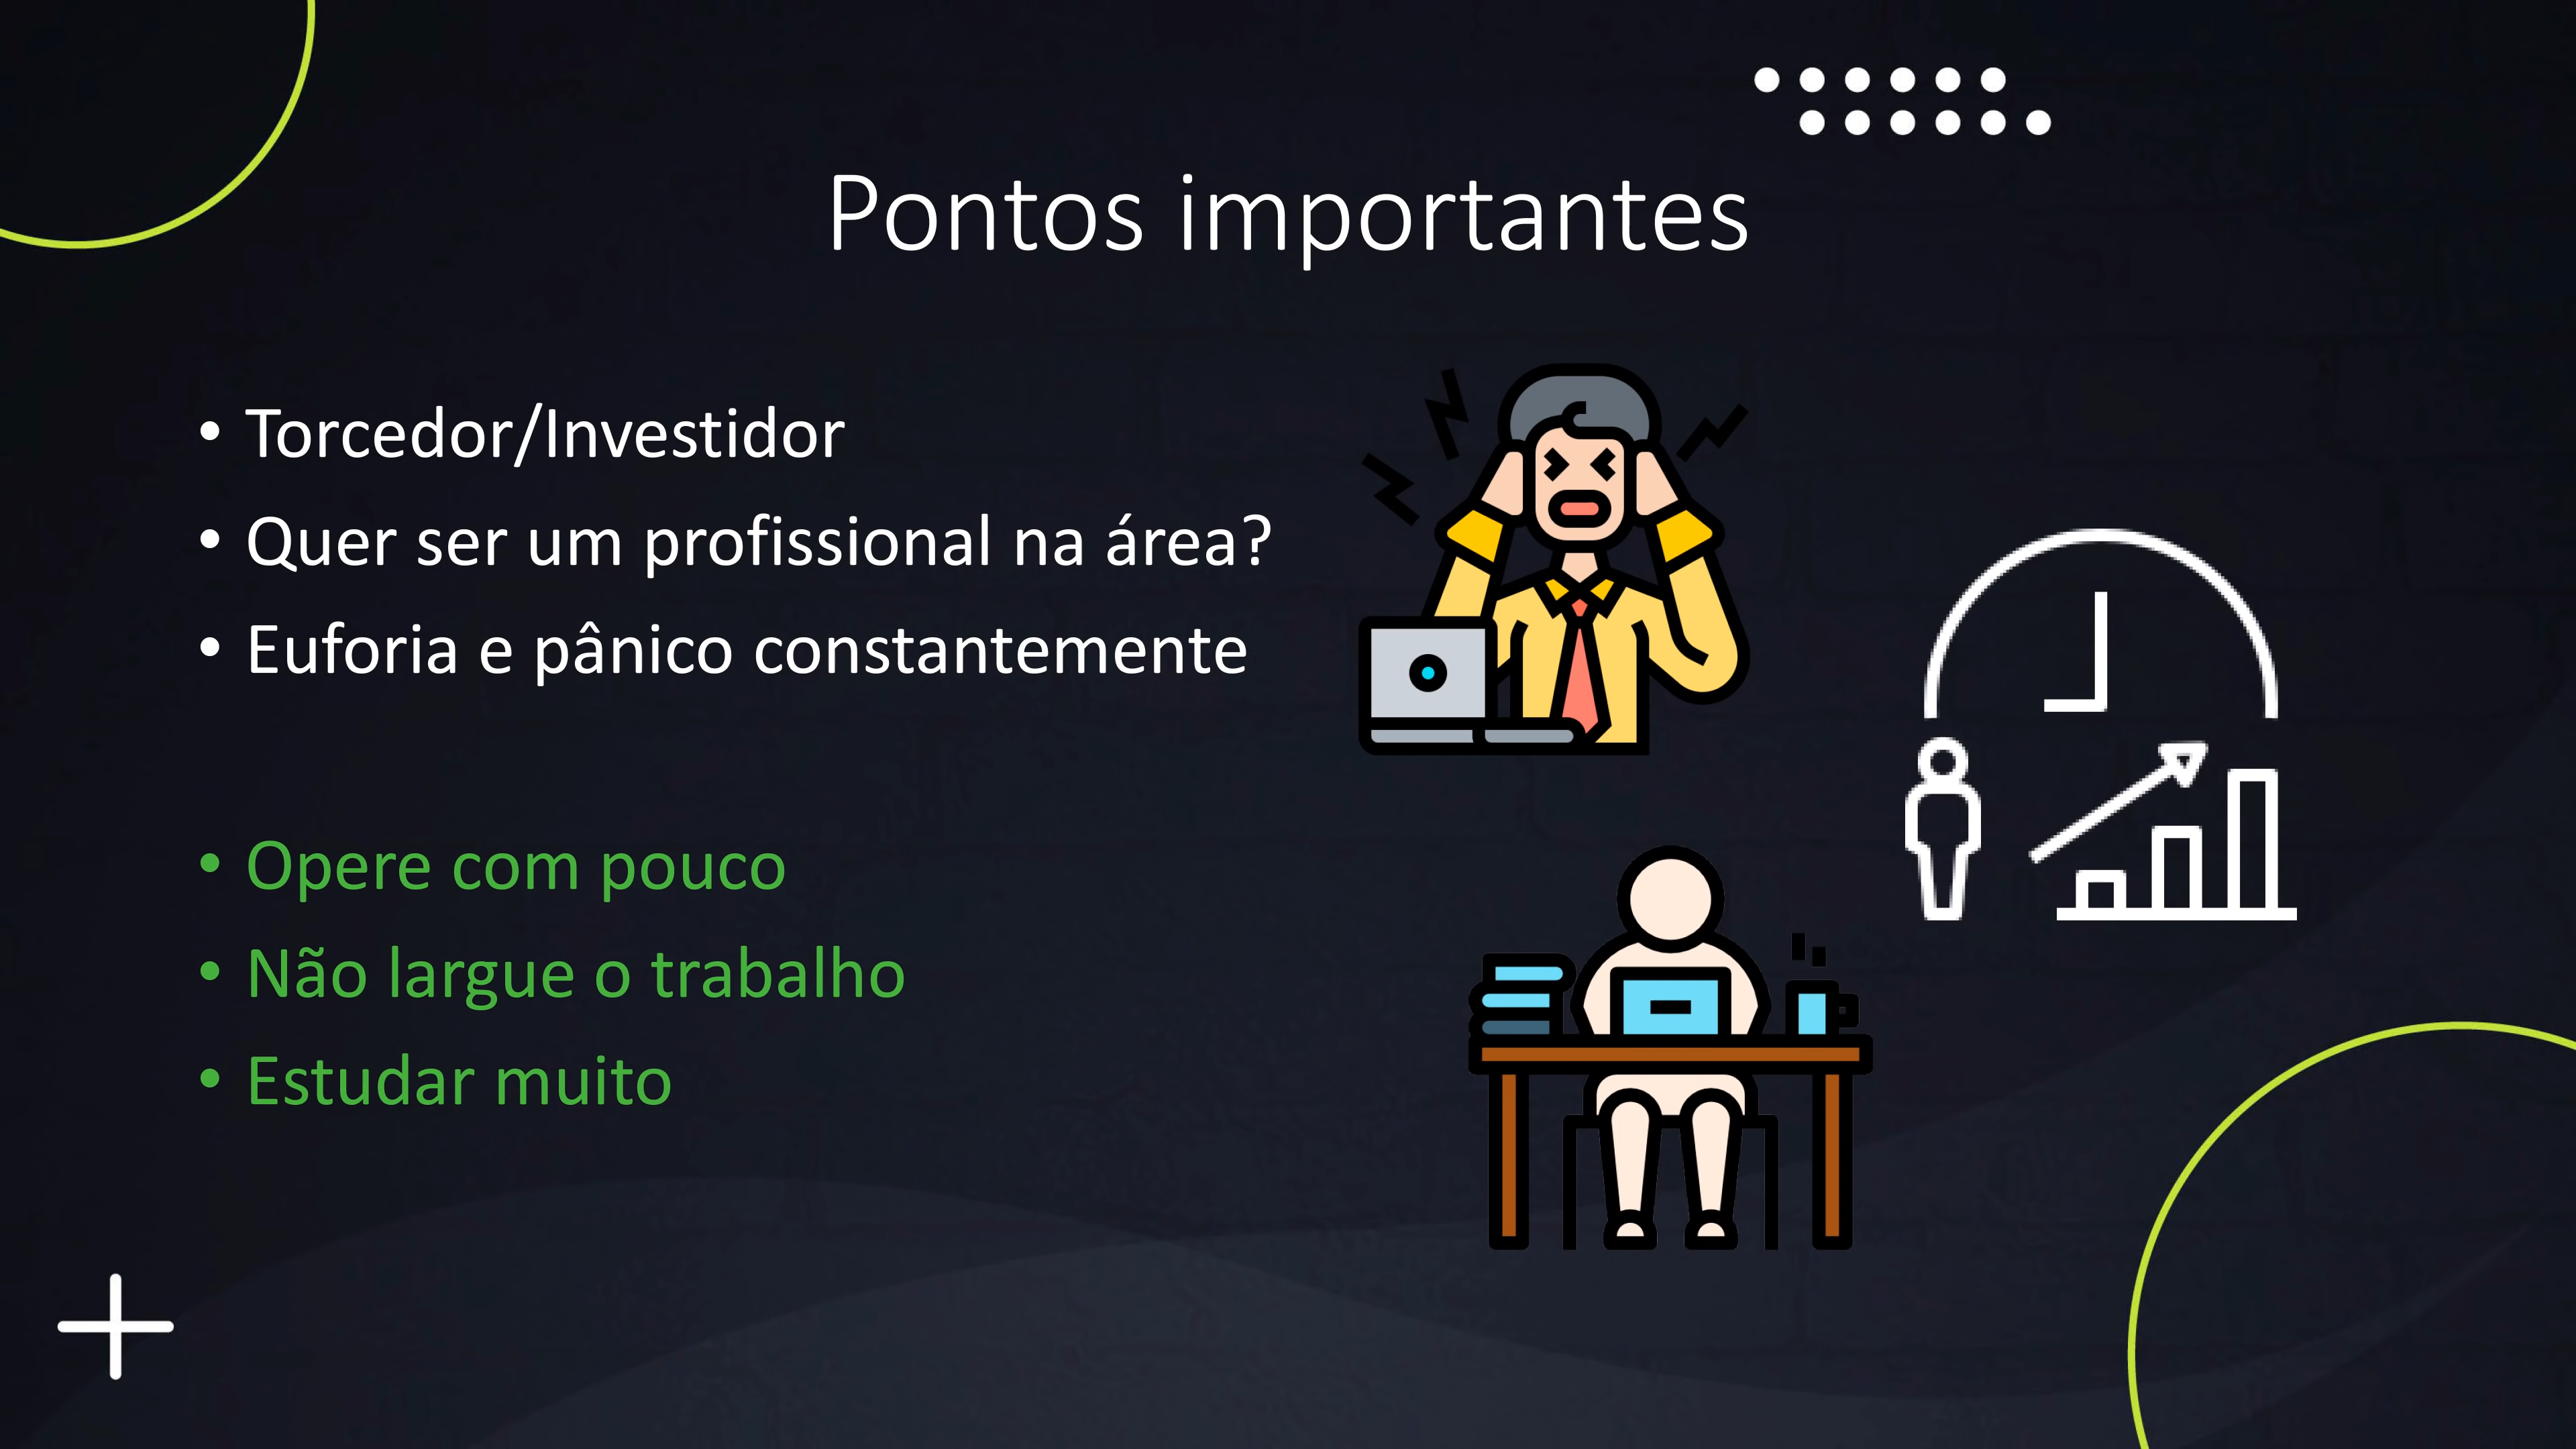 Pontos importantes
• Torcedor/Investidor
• Quer ser um profissional na área?
• Euforia e pânico constantemente
• Opere com pouco
• Não largue o trabalho
• Estudar muito